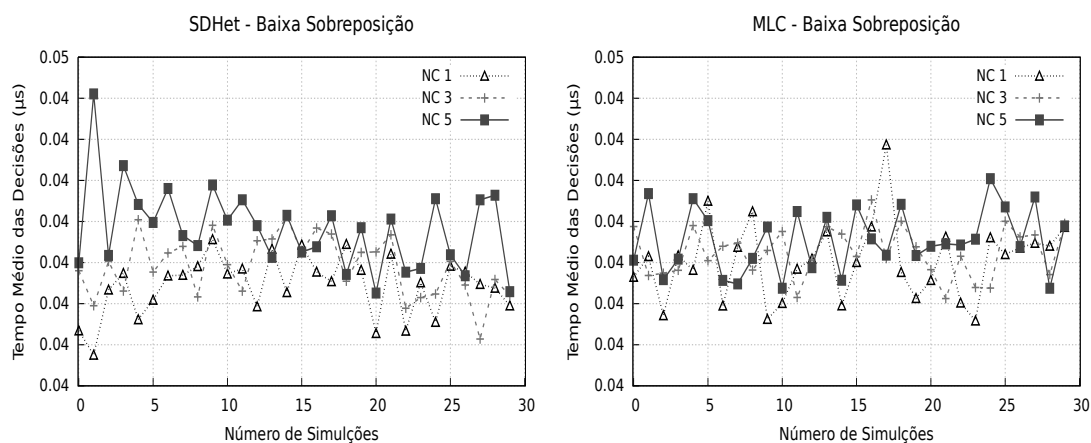 SDHet - Baixa Sobreposição
Tempo Médio das Decisões (µs)
0.05
0.04
0.04
0.04
0.04
0.04
0.04
0.04
0.04
NC 1
NC 3
NC 5
0 5 10 15 20 25 30
Número de Simulções
MLC - Baixa Sobreposição
Tempo Médio das Decisões (µs)
0.05
0.04
0.04
0.04
0.04
0.04
0.04
0.04
0.04
NC 1
NC 3
NC 5
0 5 10 15 20 25 30
Número de Simulções